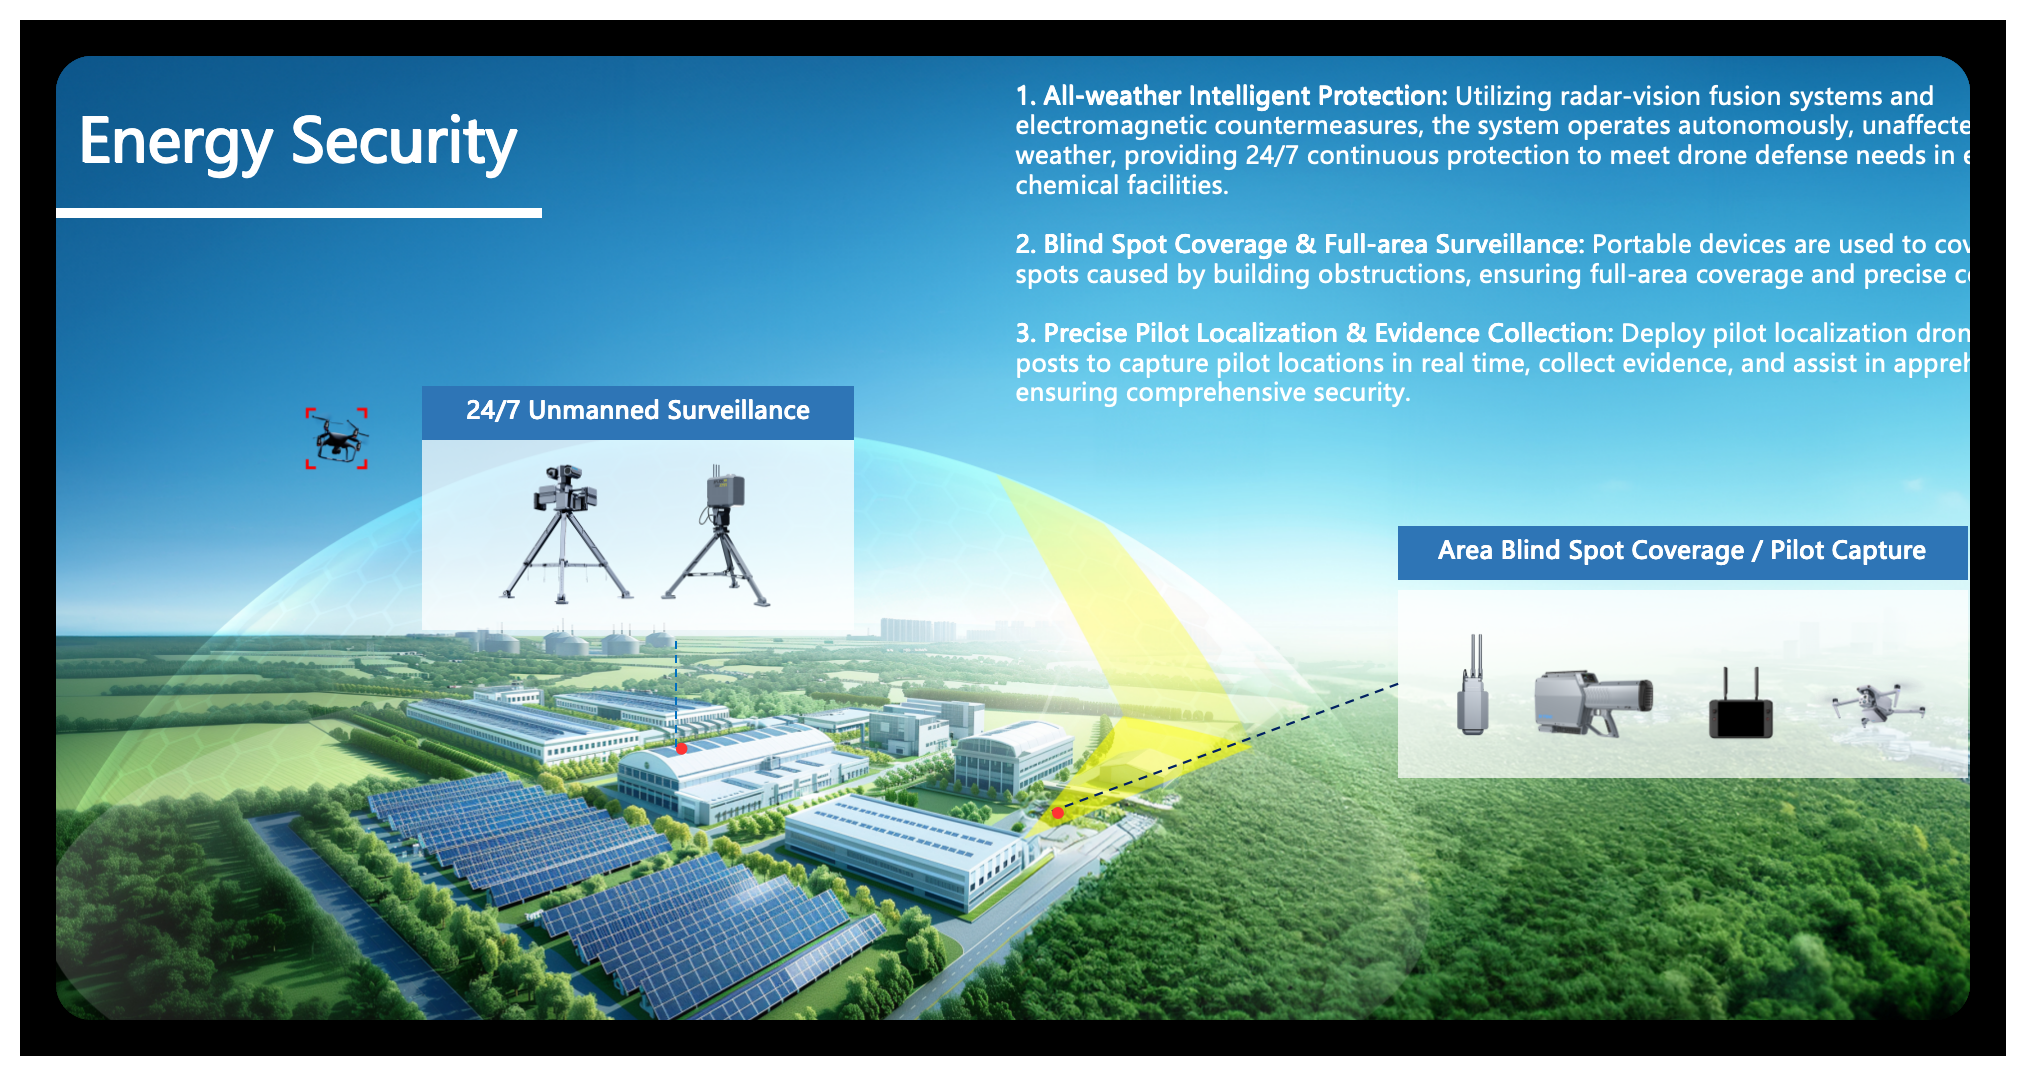 Energy Security
1. All-weather Intelligent Protection: Utilizing radar-vision fusion systems and
electromagnetic countermeasures, the system operates autonomously,
weather, providing 24/7 continuous protection to meet drone defense needs in
chemical facilities.
2. Blind Spot Coverage & Full-area Surveillance: Portable devices are used to
spots caused by building obstructions, ensuring full-area coverage and precise
3. Precise Pilot Localization & Evidence Collection: Deploy pilot localization
posts to capture pilot locations in real time, collect evidence, and assist in
ensuring comprehensive security.
24/7 Unmanned Surveillance
Area Blind Spot Coverage / Pilot Capture